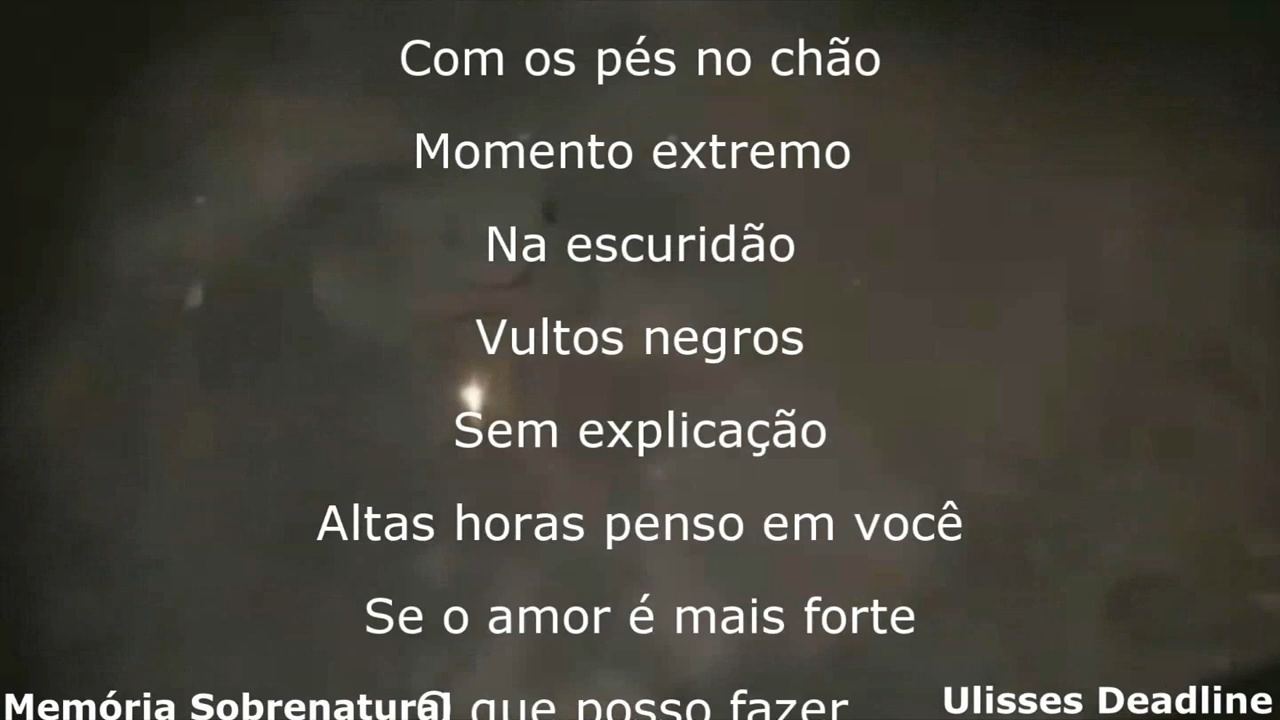 Com os pés no chão
Momento extremo
Na escuridão
Vultos negros
Sem explicação
Altas horas penso em você
Se o amor é mais forte
O que posso fazer
Memória Sobrenatural
Ulisses Deadline